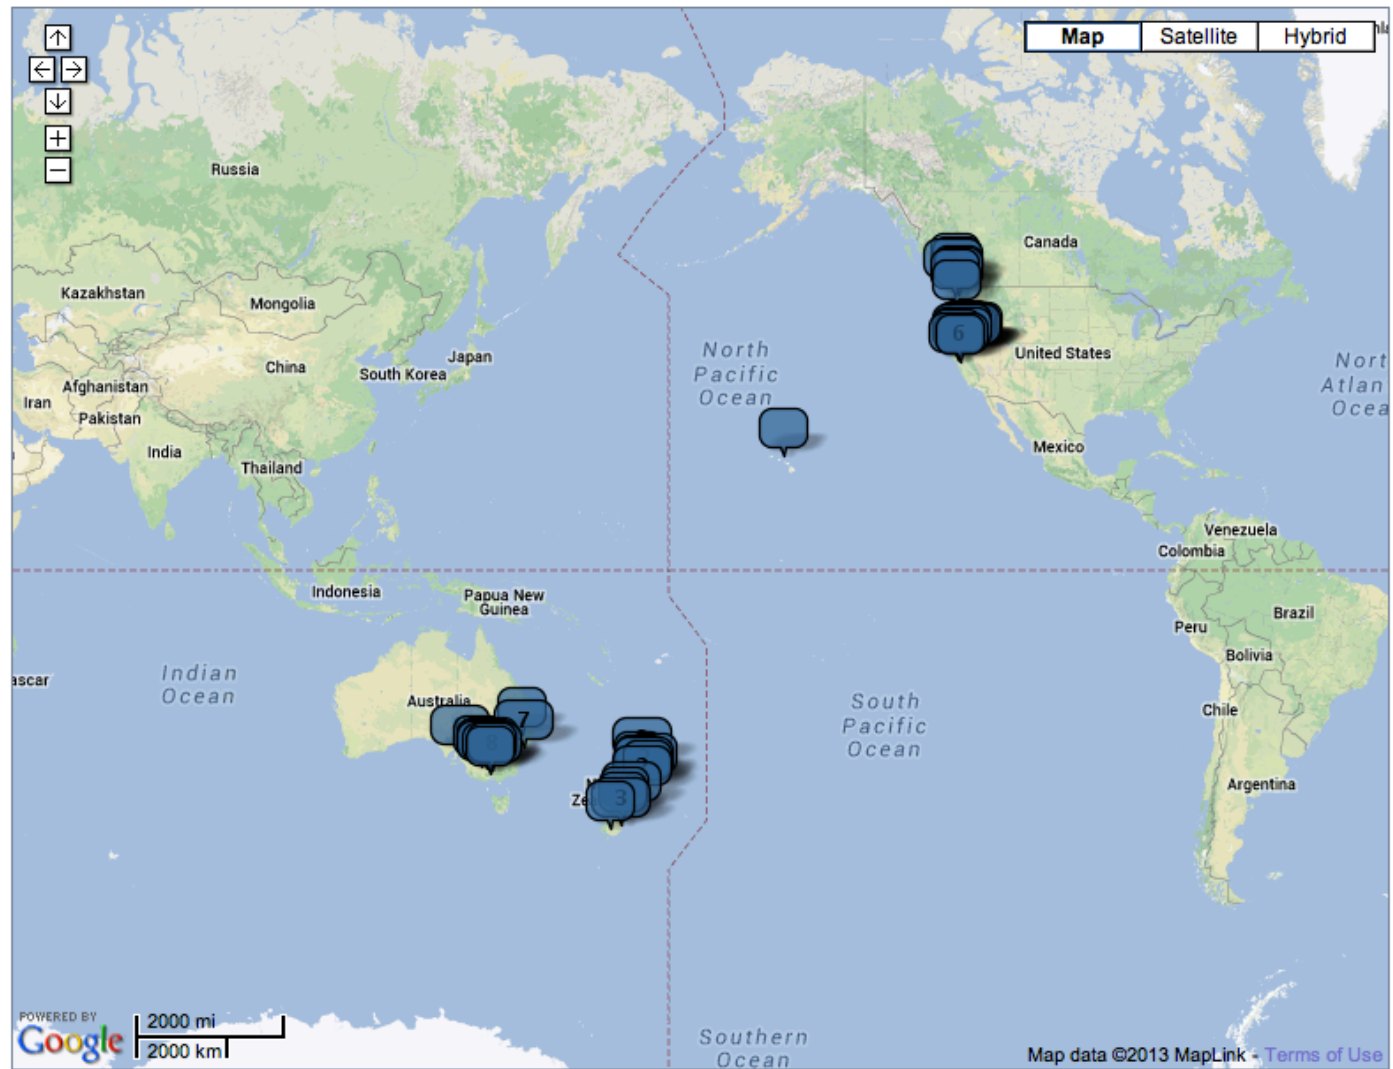 Map
Satellite
Hybrid
Russia
Canada
Kazakhstan
Mongolia
Japan
North
Pacific
Ocean
6
United States
China
South Korea
Afghanistan
Iran
Pakistan
Nort
Atlan
Ocea
India
Thailand
Mexico
Venezuela
Colombia
Indonesia
Papua New
Guinea
Brazil
Peru
Bolivia
ascar
Indian
Ocean
Australia
7
8
South
Pacific
Ocean
Chile
Argentina
3
POWERED BY
Google
2000 mi
2000 km
Southern
Ocean
Map data ©2013 MapLink - Terms of Use